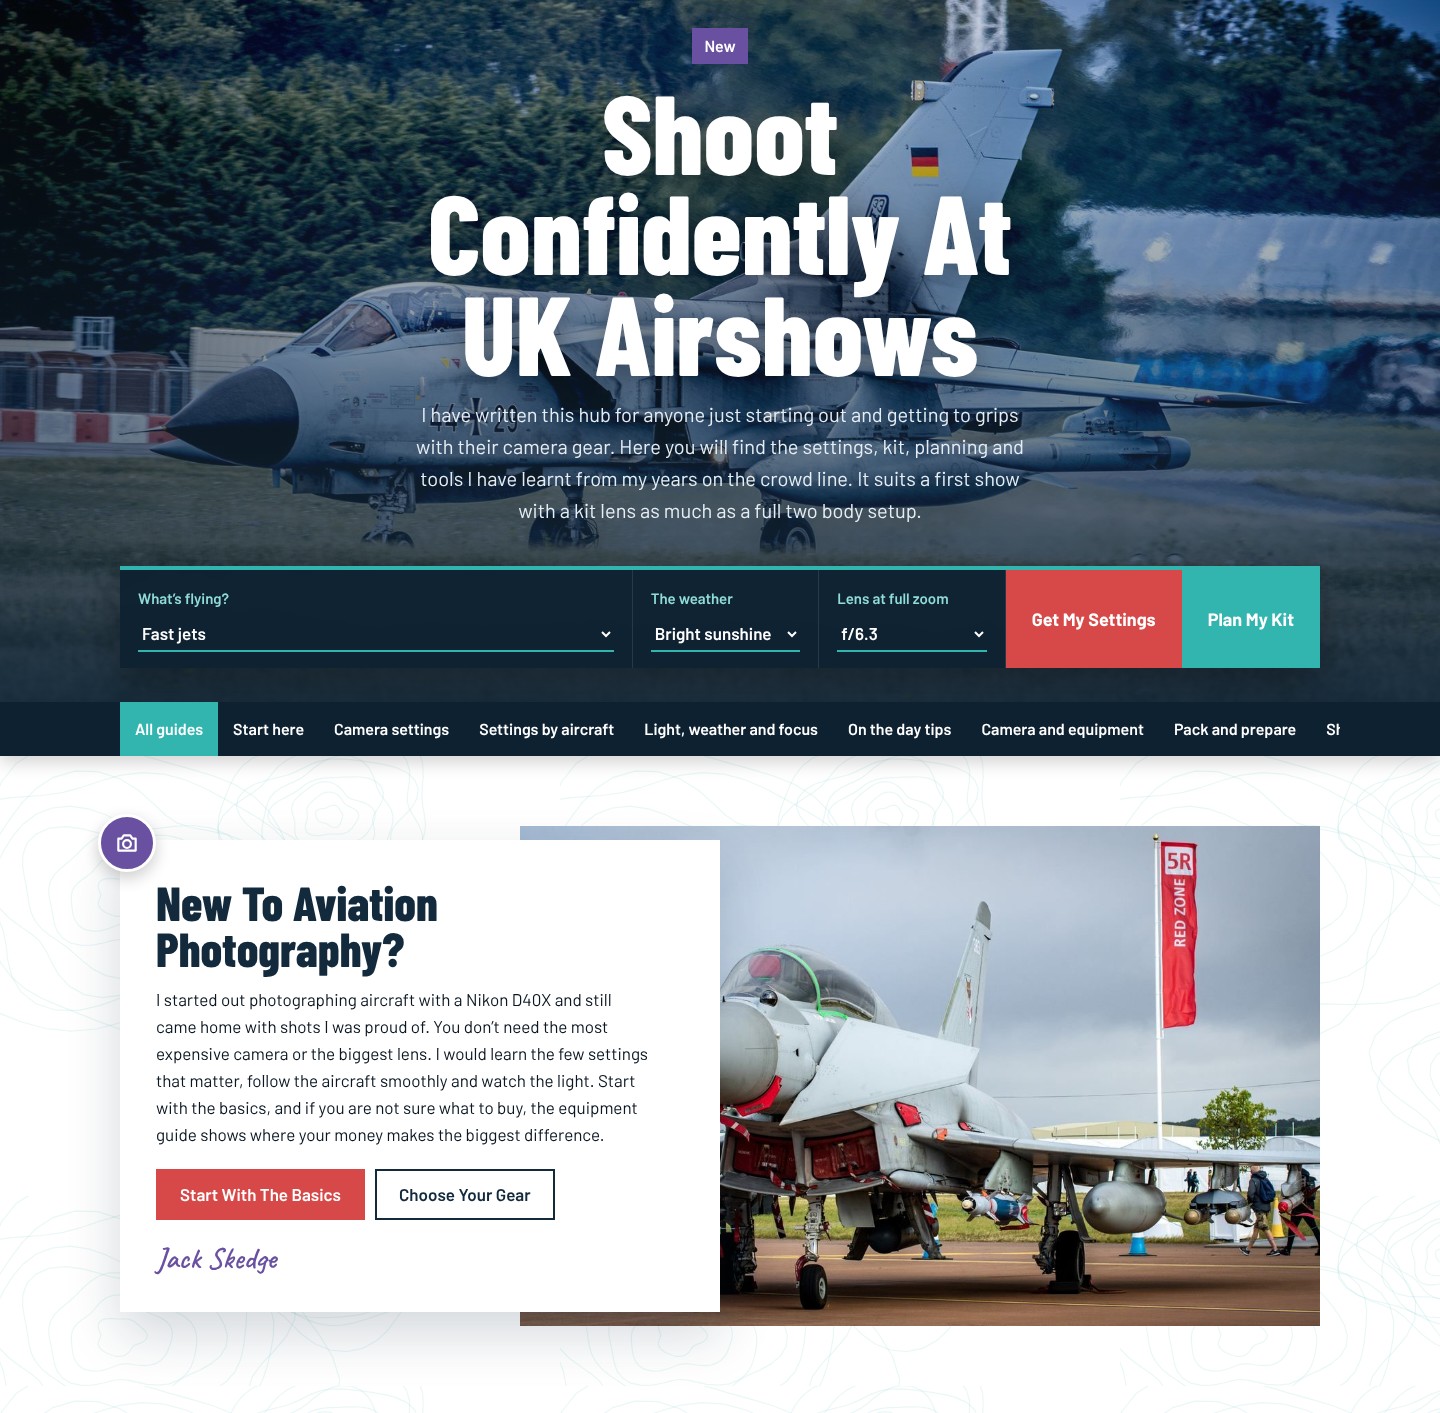 New
Shoot
Confidently At
UK Airshows
I have written this hub for anyone just starting out and getting to grips
with their camera gear. Here you will find the settings, kit, planning and
tools I have learnt from my years on the crowd line. It suits a first show
with a kit lens as much as a full two body setup.
What's flying?
The weather
Lens at full zoom
Fast jets
Bright sunshine
f/6.3
Get My Settings
Plan My Kit
All guides
Start here
Camera settings
Settings by aircraft
Light, weather and focus
On the day tips
Camera and equipment
Pack and prepare
5R
RED ZONE
New To Aviation
Photography?
I started out photographing aircraft with a Nikon D40X and still
came home with shots I was proud of. You don't need the most
expensive camera or the biggest lens. I would learn the few settings
that matter, follow the aircraft smoothly and watch the light. Start
with the basics, and if you are not sure what to buy, the equipment
guide shows where your money makes the biggest difference.
Start With The Basics
Choose Your Gear
Jack Skedge